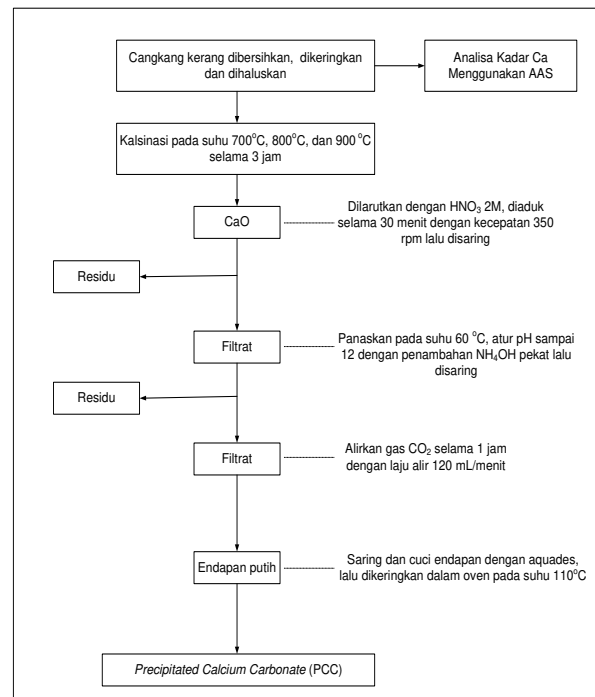 Cangkang kerang dibersihkan, dikeringkan
dan dihaluskan
Analisa Kadar Ca
Menggunakan AAS
Kalsinasi pada suhu 700°C, 800°C, dan 900 °C
selama 3 jam
CaO
Dilarutkan dengan HNO₃ 2M, diaduk
selama 30 menit dengan kecepatan 350
rpm lalu disaring
Residu
Filtrat
Panaskan pada suhu 60 °C, atur pH sampai
12 dengan penambahan NH₄OH pekat lalu
disaring
Residu
Filtrat
Alirkan gas CO₂ selama 1 jam
dengan laju alir 120 mL/menit
Endapan putih
Saring dan cuci endapan dengan aquades,
lalu dikeringkan dalam oven pada suhu 110°C
Precipitated Calcium Carbonate (PCC)